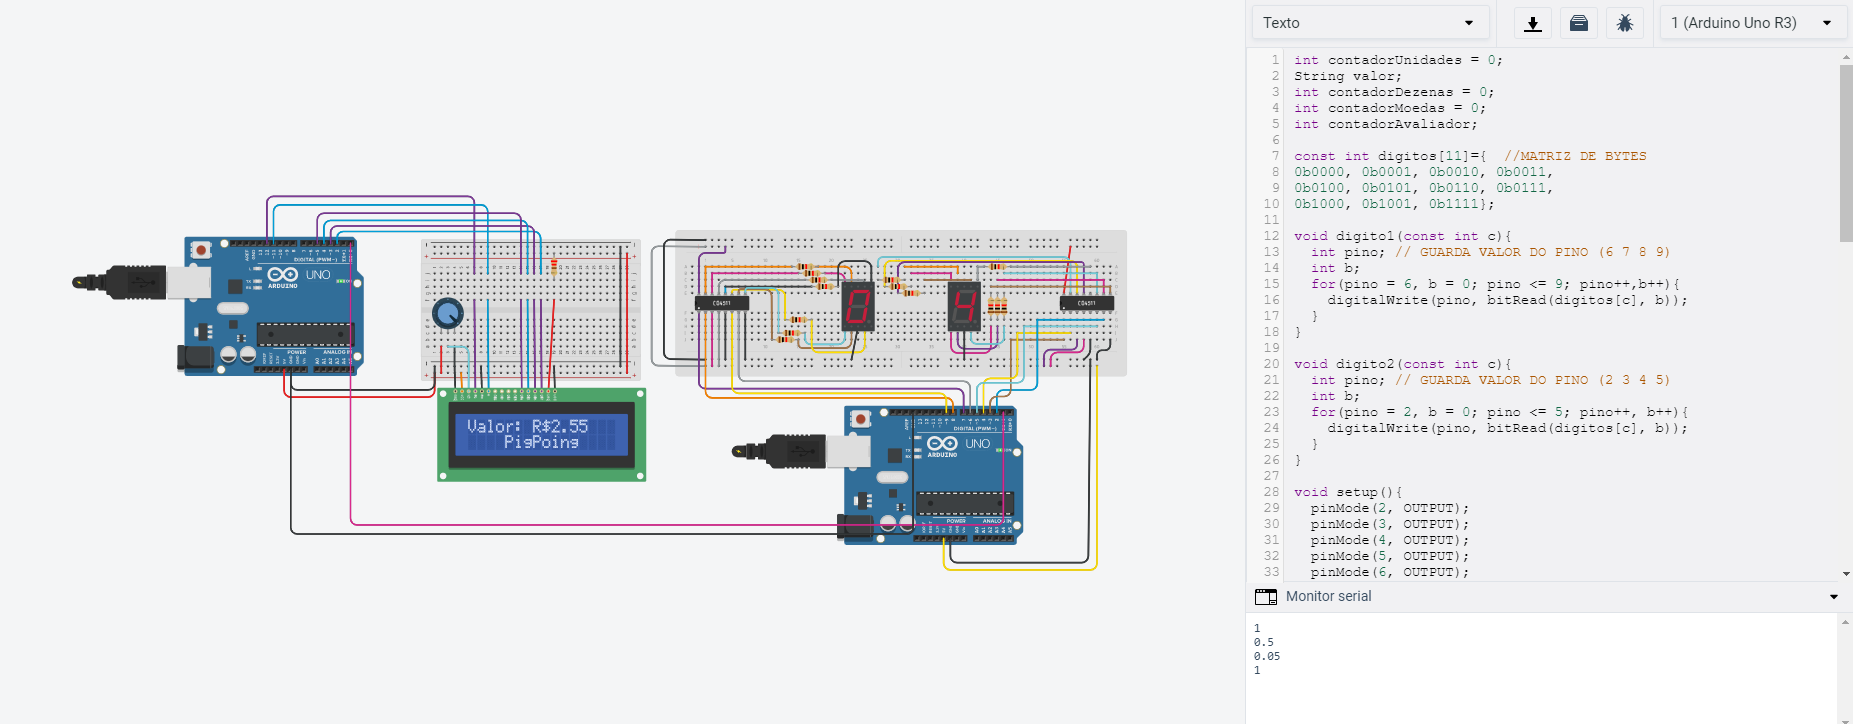 Texto
1 (Arduino Uno R3)
1 int contadorUnidades = 0;
2 String valor;
3 int contadorDezenas = 0;
4 int contadorMoedas = 0;
5 int contadorAvaliador;
6
7 const int digitos[11]={  //MATRIZ DE BYTES
8 0b0000, 0b0001, 0b0010, 0b0011,
9 0b0100, 0b0101, 0b0110, 0b0111,
10 0b1000, 0b1001, 0b1111};
11
12 void digito1(const int c){
13   int pino; // GUARDA VALOR DO PINO (6 7 8 9)
14   int b;
15   for(pino = 6, b = 0; pino <= 9; pino++,b++){
16     digitalWrite(pino, bitRead(digitos[c], b));
17   }
18 }
19
20 void digito2(const int c){
21   int pino; // GUARDA VALOR DO PINO (2 3 4 5)
22   int b;
23   for(pino = 2, b = 0; pino <= 5; pino++, b++){
24     digitalWrite(pino, bitRead(digitos[c], b));
25   }
26 }
27
28 void setup(){
29   pinMode(2, OUTPUT);
30   pinMode(3, OUTPUT);
31   pinMode(4, OUTPUT);
32   pinMode(5, OUTPUT);
33   pinMode(6, OUTPUT);
Monitor serial
1
0.5
0.05
1
DIGITAL (PWM~)
UNO
ARDUINO
POWER
ANALOG IN
Valor: R$2.55
PigPoing
CD4511
0
4
CD4511
DIGITAL (PWM~)
UNO
ARDUINO
POWER
ANALOG IN